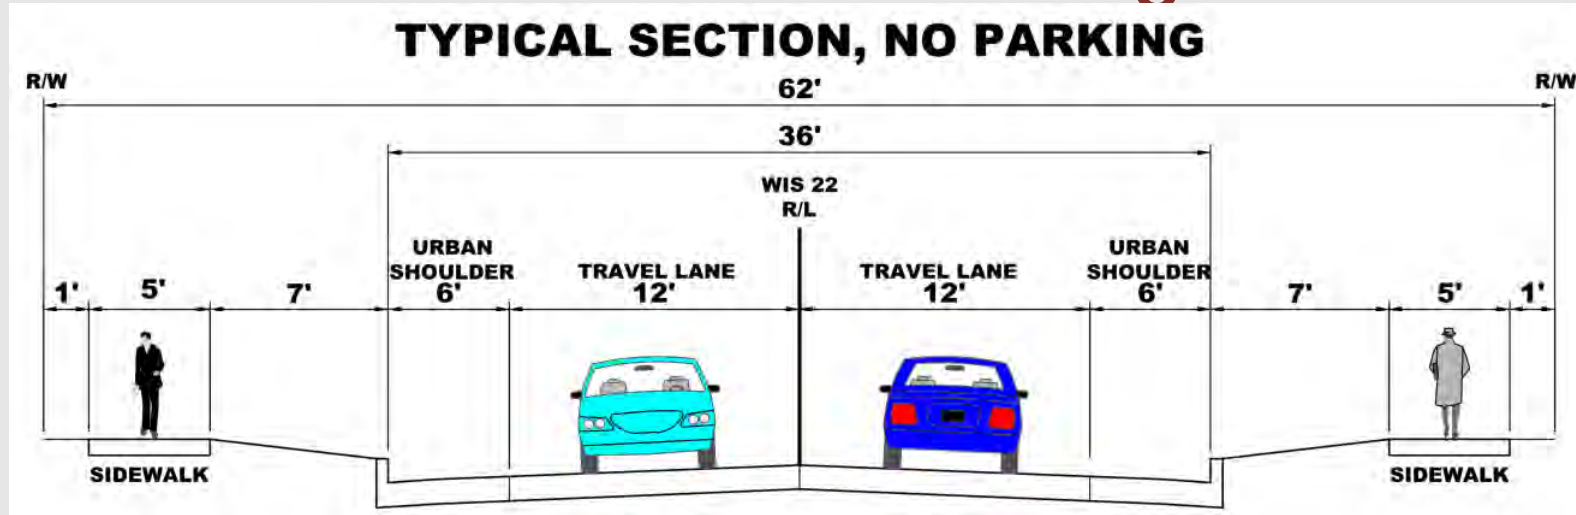 TYPICAL SECTION, NO PARKING
R/W
62'
R/W
36'
WIS 22
R/L
URBAN
SHOULDER
TRAVEL LANE
TRAVEL LANE
URBAN
SHOULDER
1'
5'
7'
6'
12'
12'
6'
7'
5'
1'
SIDEWALK
SIDEWALK